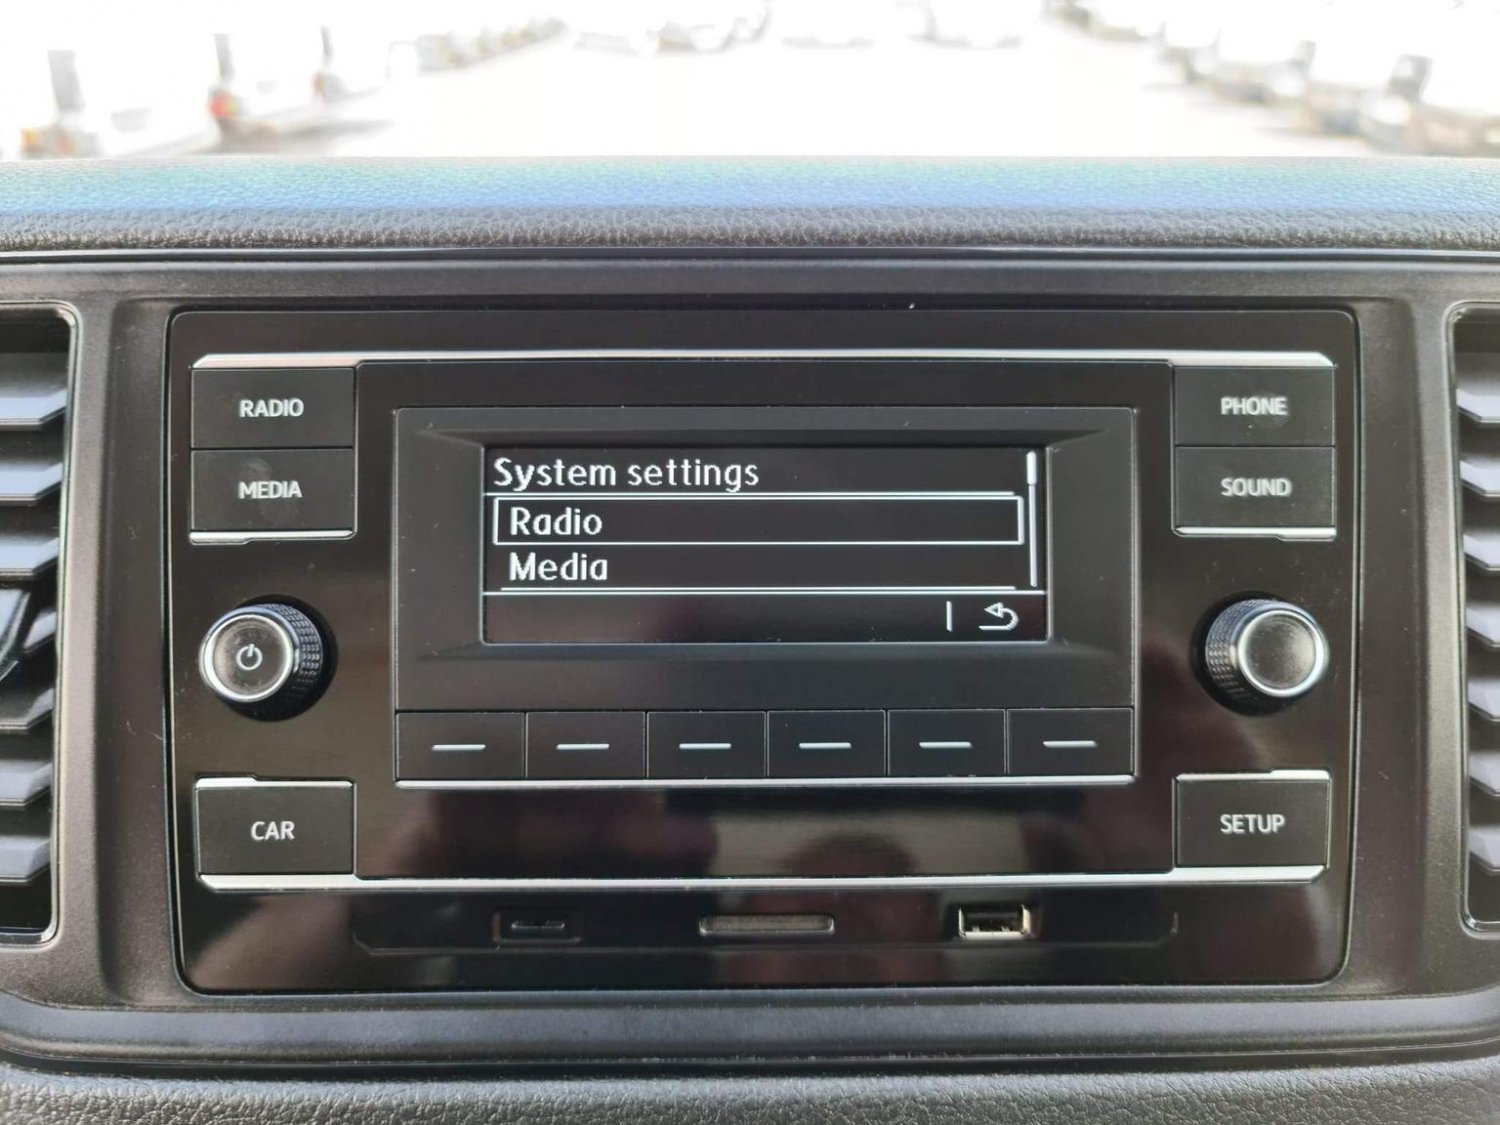 RADIO
PHONE
MEDIA
SOUND
System settings
Radio
Media
CAR
SETUP